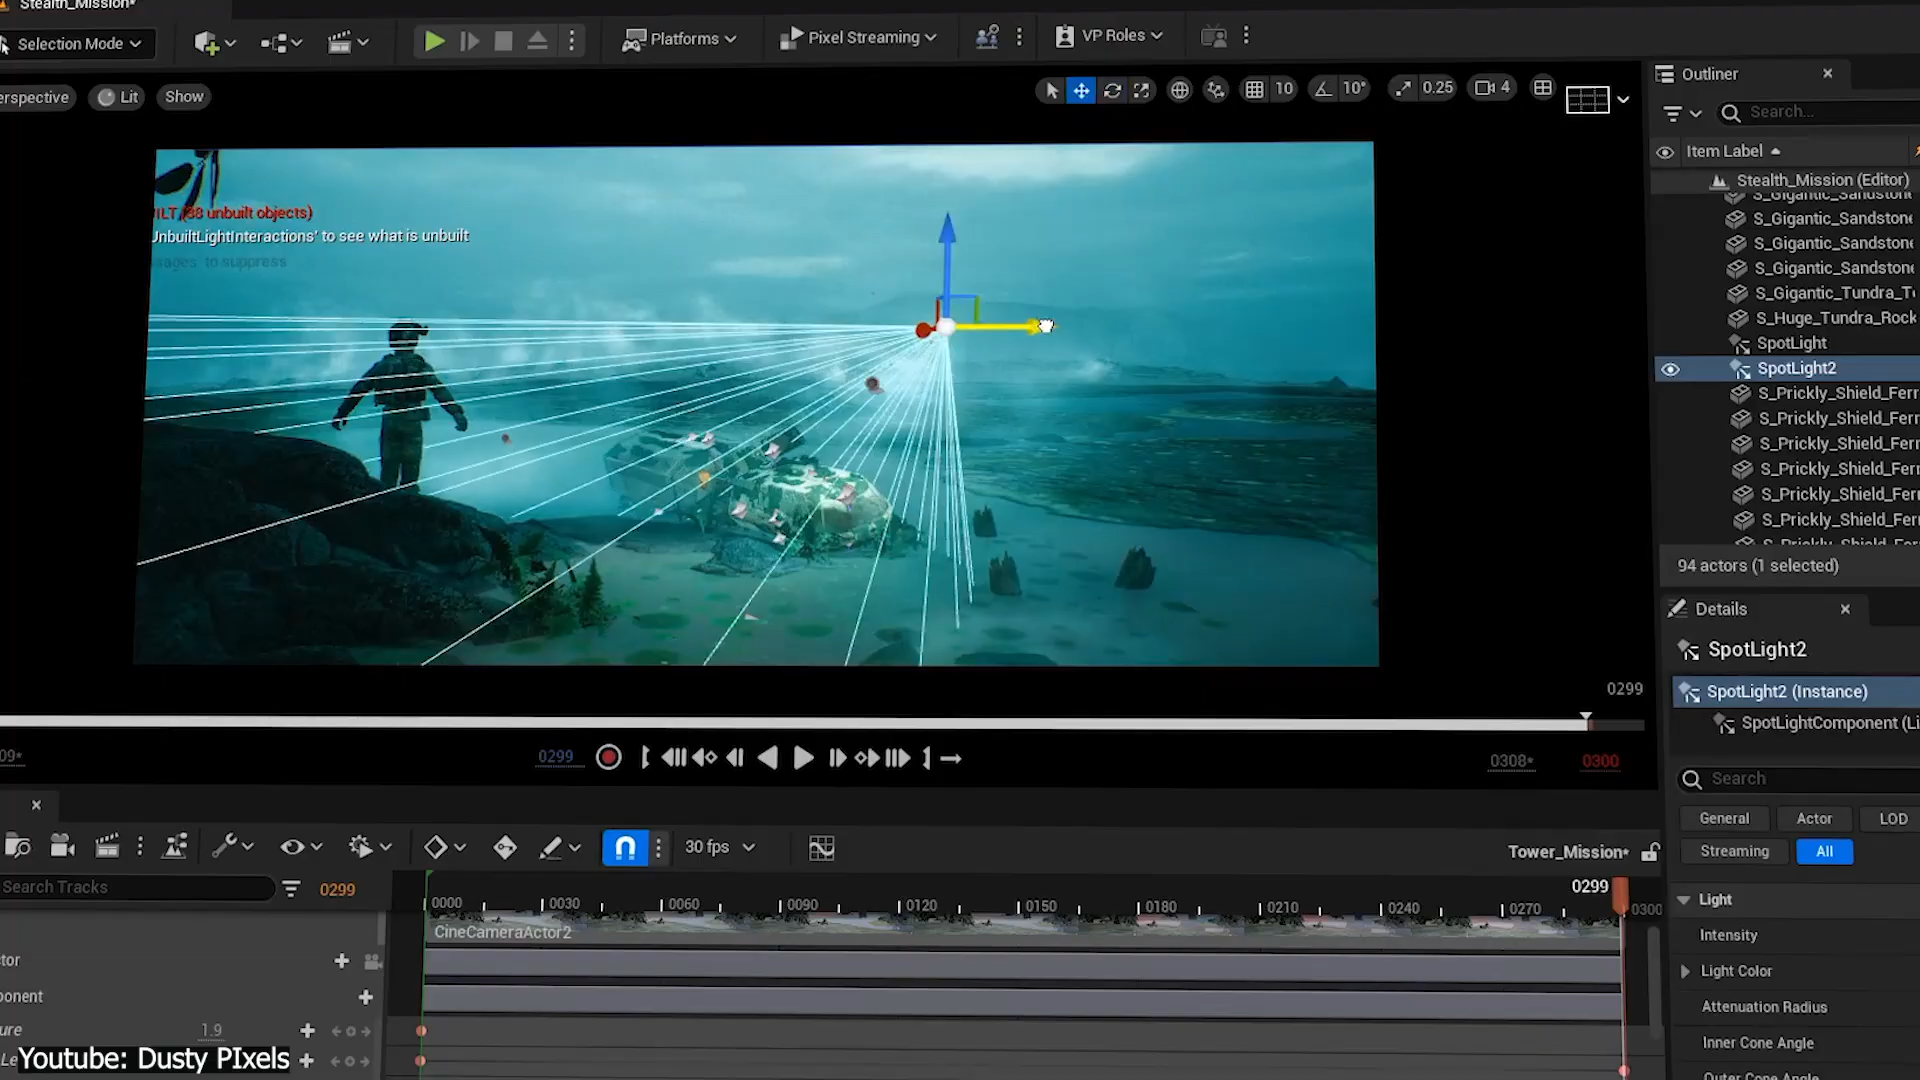 Stealth_Mission*
Selection Mode
Platforms
Pixel Streaming
VP Roles
erspective
Lit
Show
10
10°
0.25
4
ILT (38 unbuilt objects)
UnbuiltLightInteractions' to see what is unbuilt
to suppress
Outliner
Search...
Item Label
Stealth_Mission (Editor)
S_Gigantic_Sandstone
S_Gigantic_Sandstone
S_Gigantic_Sandstone
S_Gigantic_Sandstone
S_Gigantic_Tundra_T
S_Huge_Tundra_Rock
SpotLight
SpotLight2
S_Prickly_Shield_Fern
S_Prickly_Shield_Fern
S_Prickly_Shield_Fern
S_Prickly_Shield_Fern
S_Prickly_Shield_Fern
S_Prickly_Shield_Fern
S_Prickly_Shield_Fern
94 actors (1 selected)
Details
SpotLight2
SpotLight2 (Instance)
SpotLightComponent (Li
Search
General
Actor
LOD
Streaming
All
Light
Intensity
Light Color
Attenuation Radius
Inner Cone Angle
Outer Cone Angle
0299
09*
0299
0308*
0300
30 fps
Tower_Mission*
Search Tracks
0299
0299
0000
0030
0060
0090
0120
0150
0180
0210
0240
0270
0300
CineCameraActor2
tor
ponent
ure
1.9
Le
Youtube: Dusty PIxels